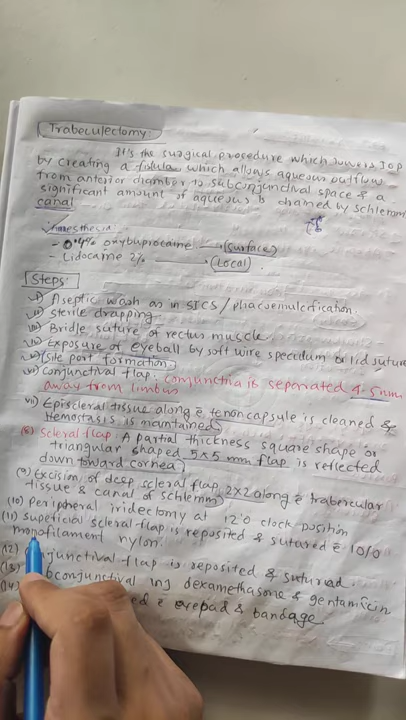 Trabeculectomy:
It's the surgical procedure which lowers IOP
by creating a fistula which allows aqueous outflow
from anterior chamber to subconjunctival space & a
significant amount of aqueous is drained by Schlemm
canal
Anaesthesia
- 0.4% oxybuprocaine (surface)
- Lidocaine 2% (Local)
Steps:
i) Aseptic wash as in SICS / phacoemulsification
ii) Sterile drapping
iii) Bridle suture of rectus muscle
iv) Exposure of eyeball by soft wire speculum or lid suture
v) (Site port formation)
vi) conjunctival flap: conjunctiva is separated 4-5mm
away from limbus
vii) Episcleral tissue along c̄ tenon capsule is cleaned &
Hemostasis is maintained
(8) Scleral flap A partial thickness square shape or
triangular shaped 5x5 mm flap is reflected
down toward cornea
(9) Excision of deep scleral flap 2x2 along c̄ trabercular
tissue & canal of schlemm
(10) Peripheral iridectomy at 12'0 clock position
(11) superficial scleral flap is reposited & sutured c̄ 10/0
monofilament nylon.
(12) conjunctival flap is reposited & sutured.
(13) subconjunctival inj dexamethasone & gentamicin
(14) c̄ eyepad & bandage